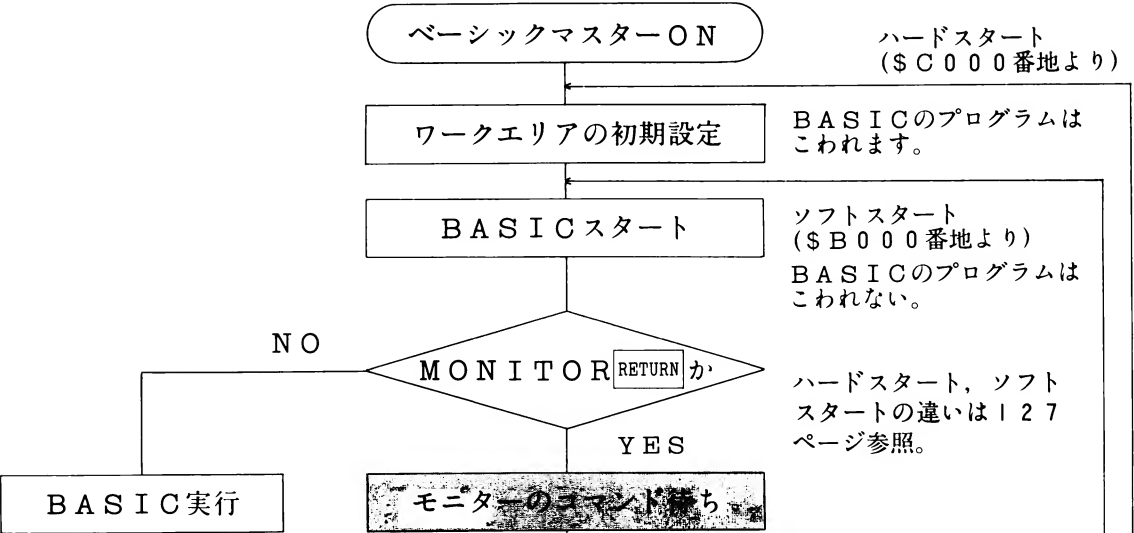 ベーシックマスターON
ハードスタート
($C000番地より)
ワークエリアの初期設定
BASICのプログラムは
こわれます。
BASICスタート
ソフトスタート
($B000番地より)
BASICのプログラムは
こわれない。
NO
MONITOR RETURN か
ハードスタート，ソフト
スタートの違いは127
ページ参照。
YES
BASIC実行
モニターのコマンド待ち